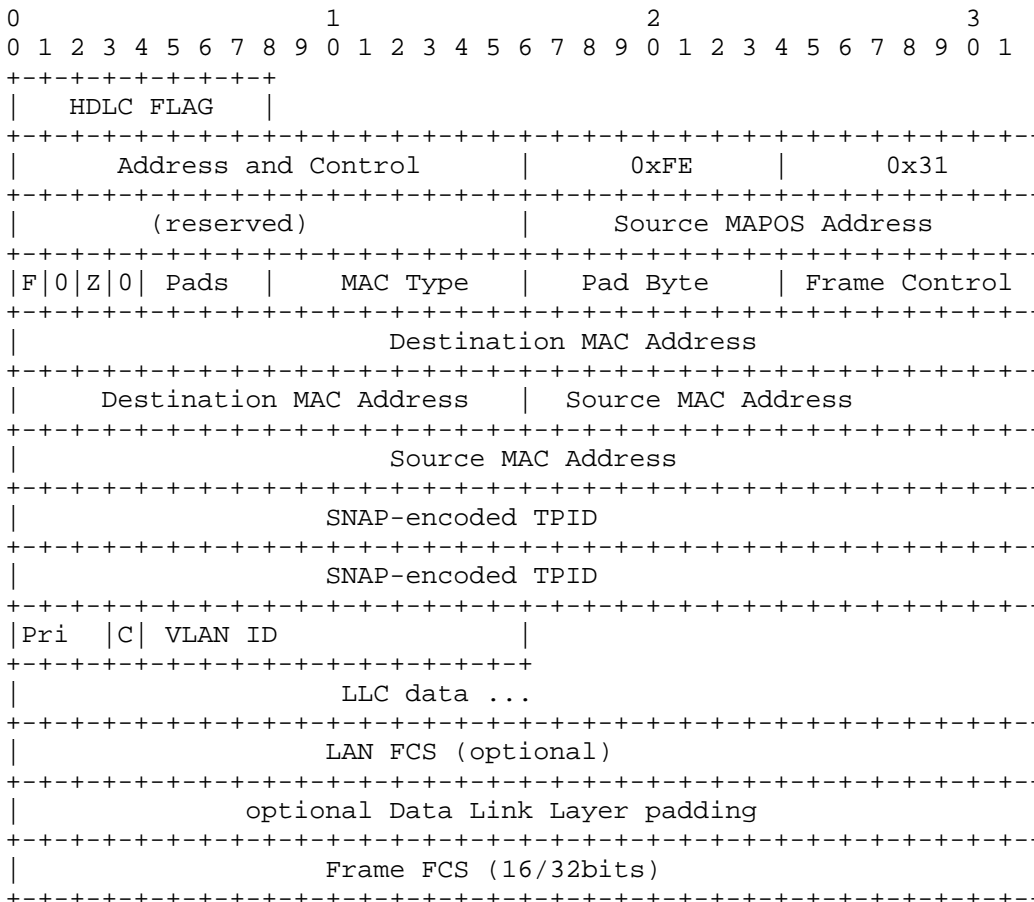 0                   1                   2                   3
0 1 2 3 4 5 6 7 8 9 0 1 2 3 4 5 6 7 8 9 0 1 2 3 4 5 6 7 8 9 0 1
+-+-+-+-+-+-+-+-+
|   HDLC FLAG   |
+-+-+-+-+-+-+-+-+-+-+-+-+-+-+-+-+-+-+-+-+-+-+-+-+-+-+-+-+-+-+-+-
|      Address and Control      |      0xFE     |      0x31
+-+-+-+-+-+-+-+-+-+-+-+-+-+-+-+-+-+-+-+-+-+-+-+-+-+-+-+-+-+-+-+-
|        (reserved)             |     Source MAPOS Address
+-+-+-+-+-+-+-+-+-+-+-+-+-+-+-+-+-+-+-+-+-+-+-+-+-+-+-+-+-+-+-+-
|F|0|Z|0| Pads  |    MAC Type   |   Pad Byte    | Frame Control
+-+-+-+-+-+-+-+-+-+-+-+-+-+-+-+-+-+-+-+-+-+-+-+-+-+-+-+-+-+-+-+-
|                       Destination MAC Address
+-+-+-+-+-+-+-+-+-+-+-+-+-+-+-+-+-+-+-+-+-+-+-+-+-+-+-+-+-+-+-+-
|     Destination MAC Address   |  Source MAC Address
+-+-+-+-+-+-+-+-+-+-+-+-+-+-+-+-+-+-+-+-+-+-+-+-+-+-+-+-+-+-+-+-
|                       Source MAC Address
+-+-+-+-+-+-+-+-+-+-+-+-+-+-+-+-+-+-+-+-+-+-+-+-+-+-+-+-+-+-+-+-
|                   SNAP-encoded TPID
+-+-+-+-+-+-+-+-+-+-+-+-+-+-+-+-+-+-+-+-+-+-+-+-+-+-+-+-+-+-+-+-
|                   SNAP-encoded TPID
+-+-+-+-+-+-+-+-+-+-+-+-+-+-+-+-+-+-+-+-+-+-+-+-+-+-+-+-+-+-+-+-
|Pri  |C| VLAN ID               |
+-+-+-+-+-+-+-+-+-+-+-+-+-+-+-+-+
|                    LLC data ...
+-+-+-+-+-+-+-+-+-+-+-+-+-+-+-+-+-+-+-+-+-+-+-+-+-+-+-+-+-+-+-+-
|                   LAN FCS (optional)
+-+-+-+-+-+-+-+-+-+-+-+-+-+-+-+-+-+-+-+-+-+-+-+-+-+-+-+-+-+-+-+-
|              optional Data Link Layer padding
+-+-+-+-+-+-+-+-+-+-+-+-+-+-+-+-+-+-+-+-+-+-+-+-+-+-+-+-+-+-+-+-
|                   Frame FCS (16/32bits)
+-+-+-+-+-+-+-+-+-+-+-+-+-+-+-+-+-+-+-+-+-+-+-+-+-+-+-+-+-+-+-+-